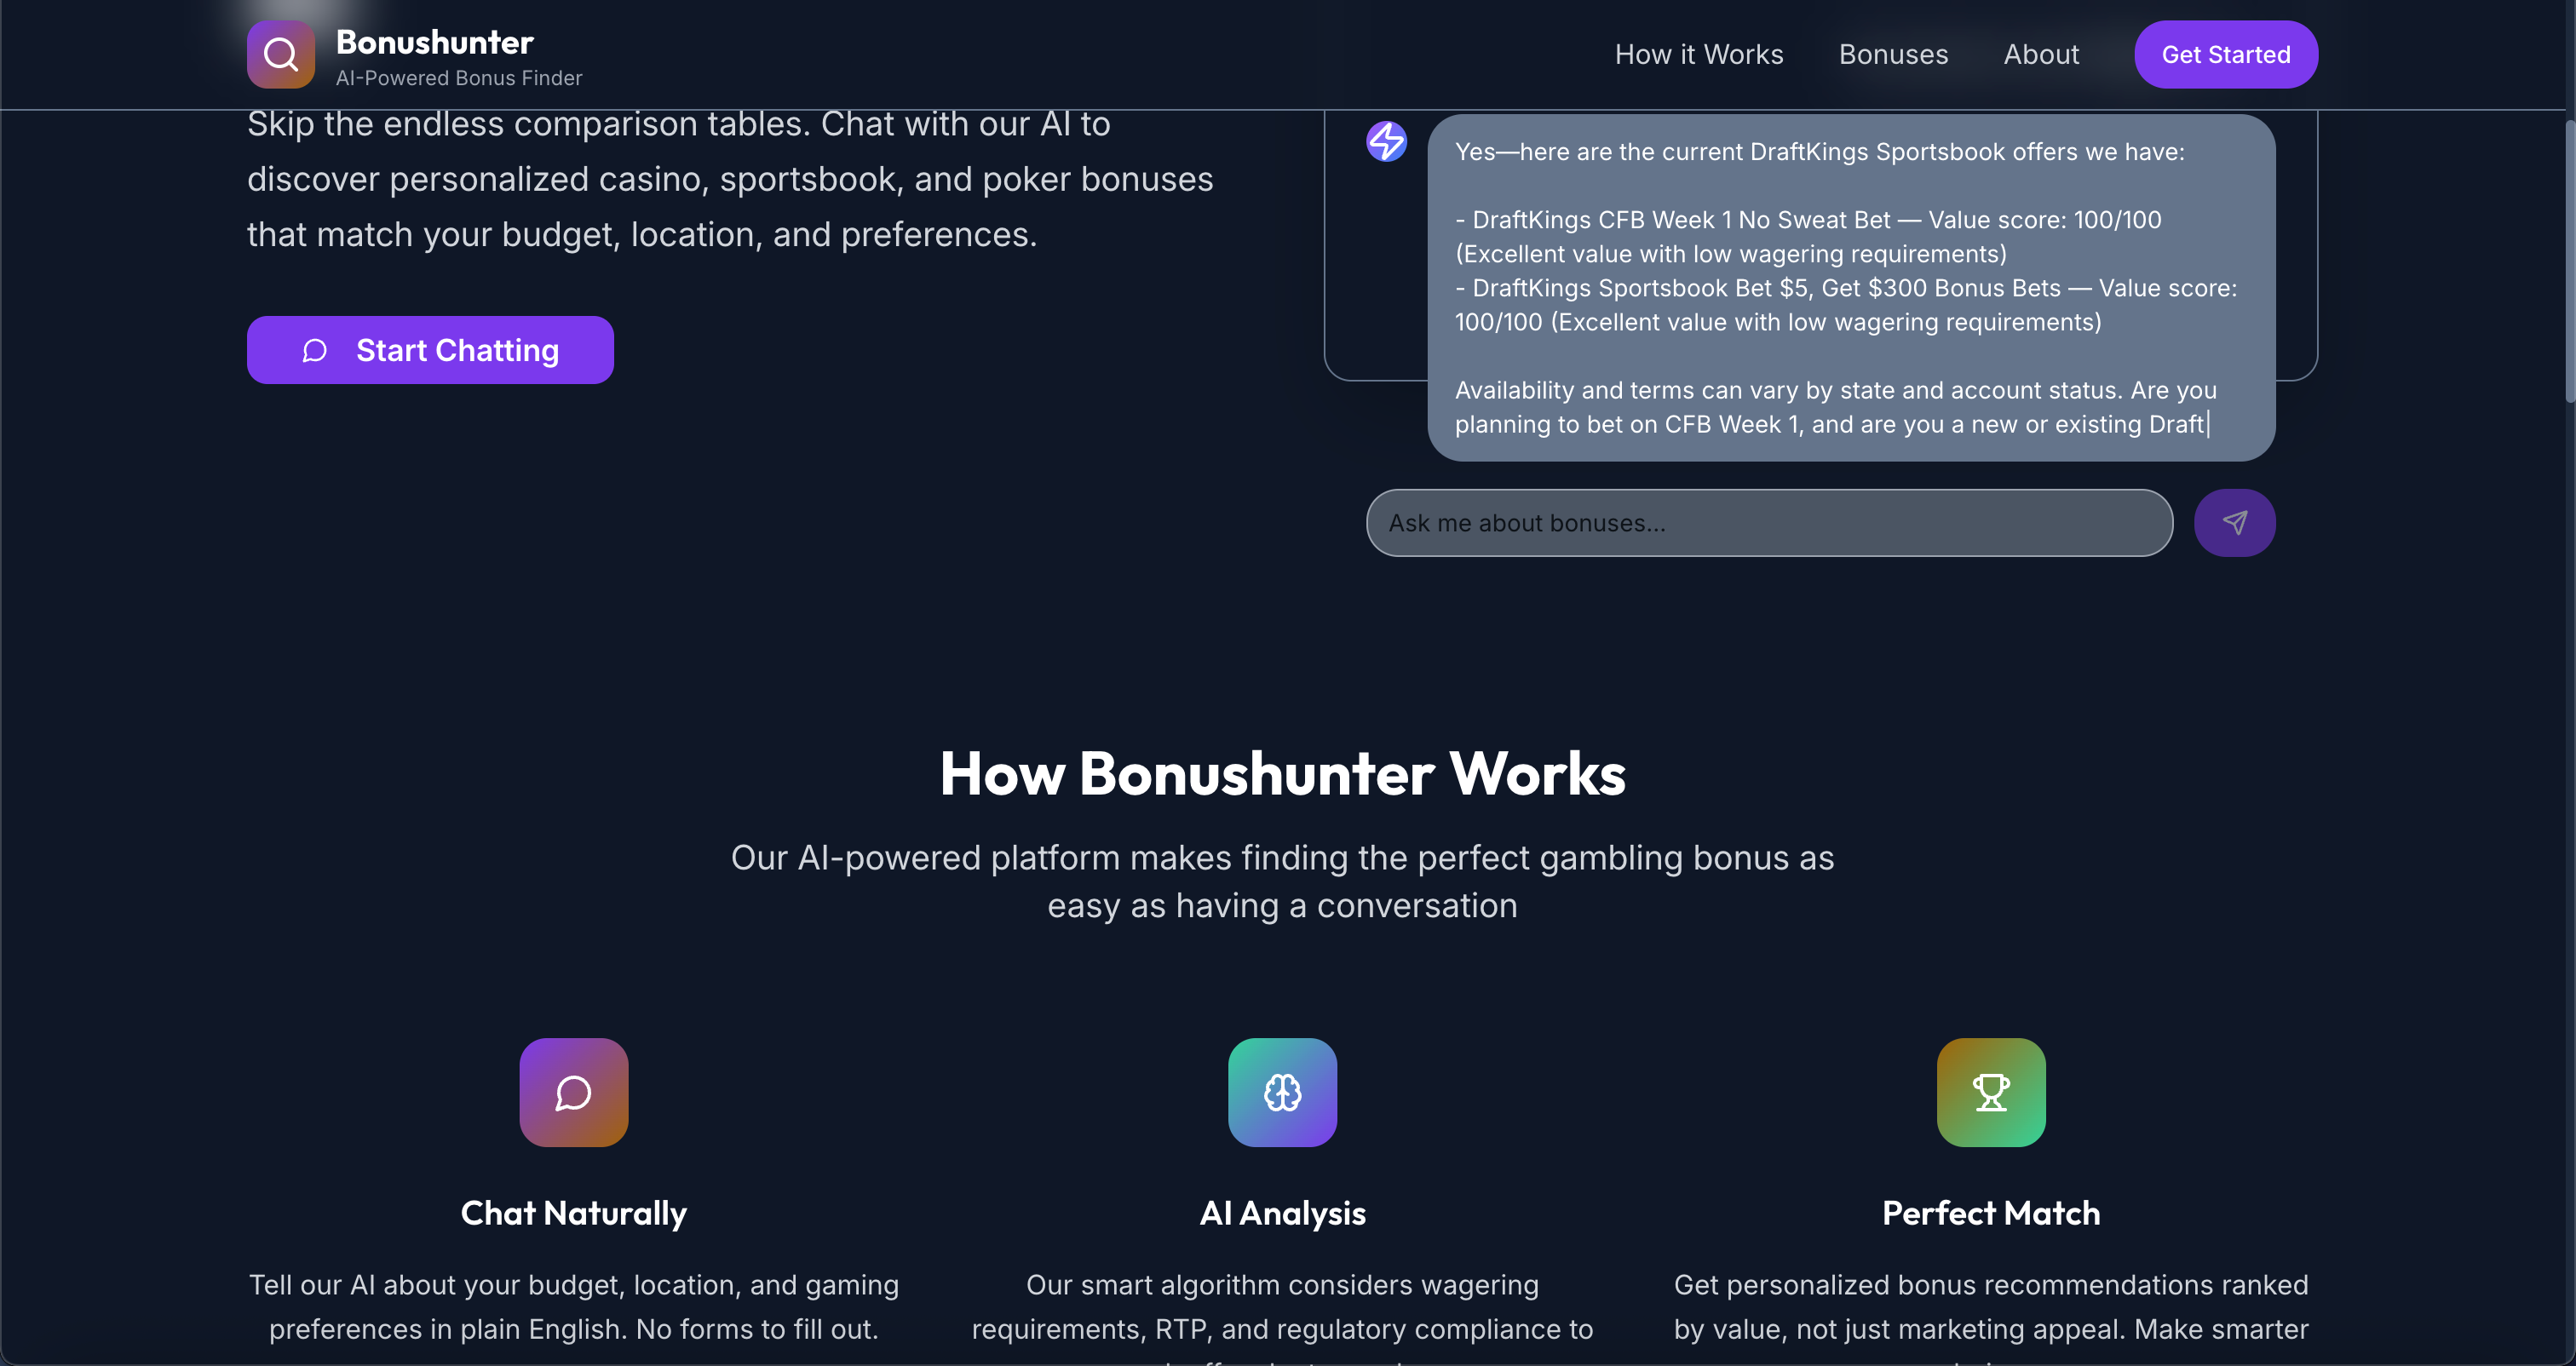 Bonushunter
AI-Powered Bonus Finder
How it Works
Bonuses
About
Get Started
Skip the endless comparison tables. Chat with our AI to
discover personalized casino, sportsbook, and poker bonuses
that match your budget, location, and preferences.
Start Chatting
Yes—here are the current DraftKings Sportsbook offers we have:
- DraftKings CFB Week 1 No Sweat Bet — Value score: 100/100
(Excellent value with low wagering requirements)
- DraftKings Sportsbook Bet $5, Get $300 Bonus Bets — Value score:
100/100 (Excellent value with low wagering requirements)
Availability and terms can vary by state and account status. Are you
planning to bet on CFB Week 1, and are you a new or existing Draft
Ask me about bonuses...
How Bonushunter Works
Our AI-powered platform makes finding the perfect gambling bonus as
easy as having a conversation
Chat Naturally
Tell our AI about your budget, location, and gaming
preferences in plain English. No forms to fill out.
AI Analysis
Our smart algorithm considers wagering
requirements, RTP, and regulatory compliance to
Perfect Match
Get personalized bonus recommendations ranked
by value, not just marketing appeal. Make smarter